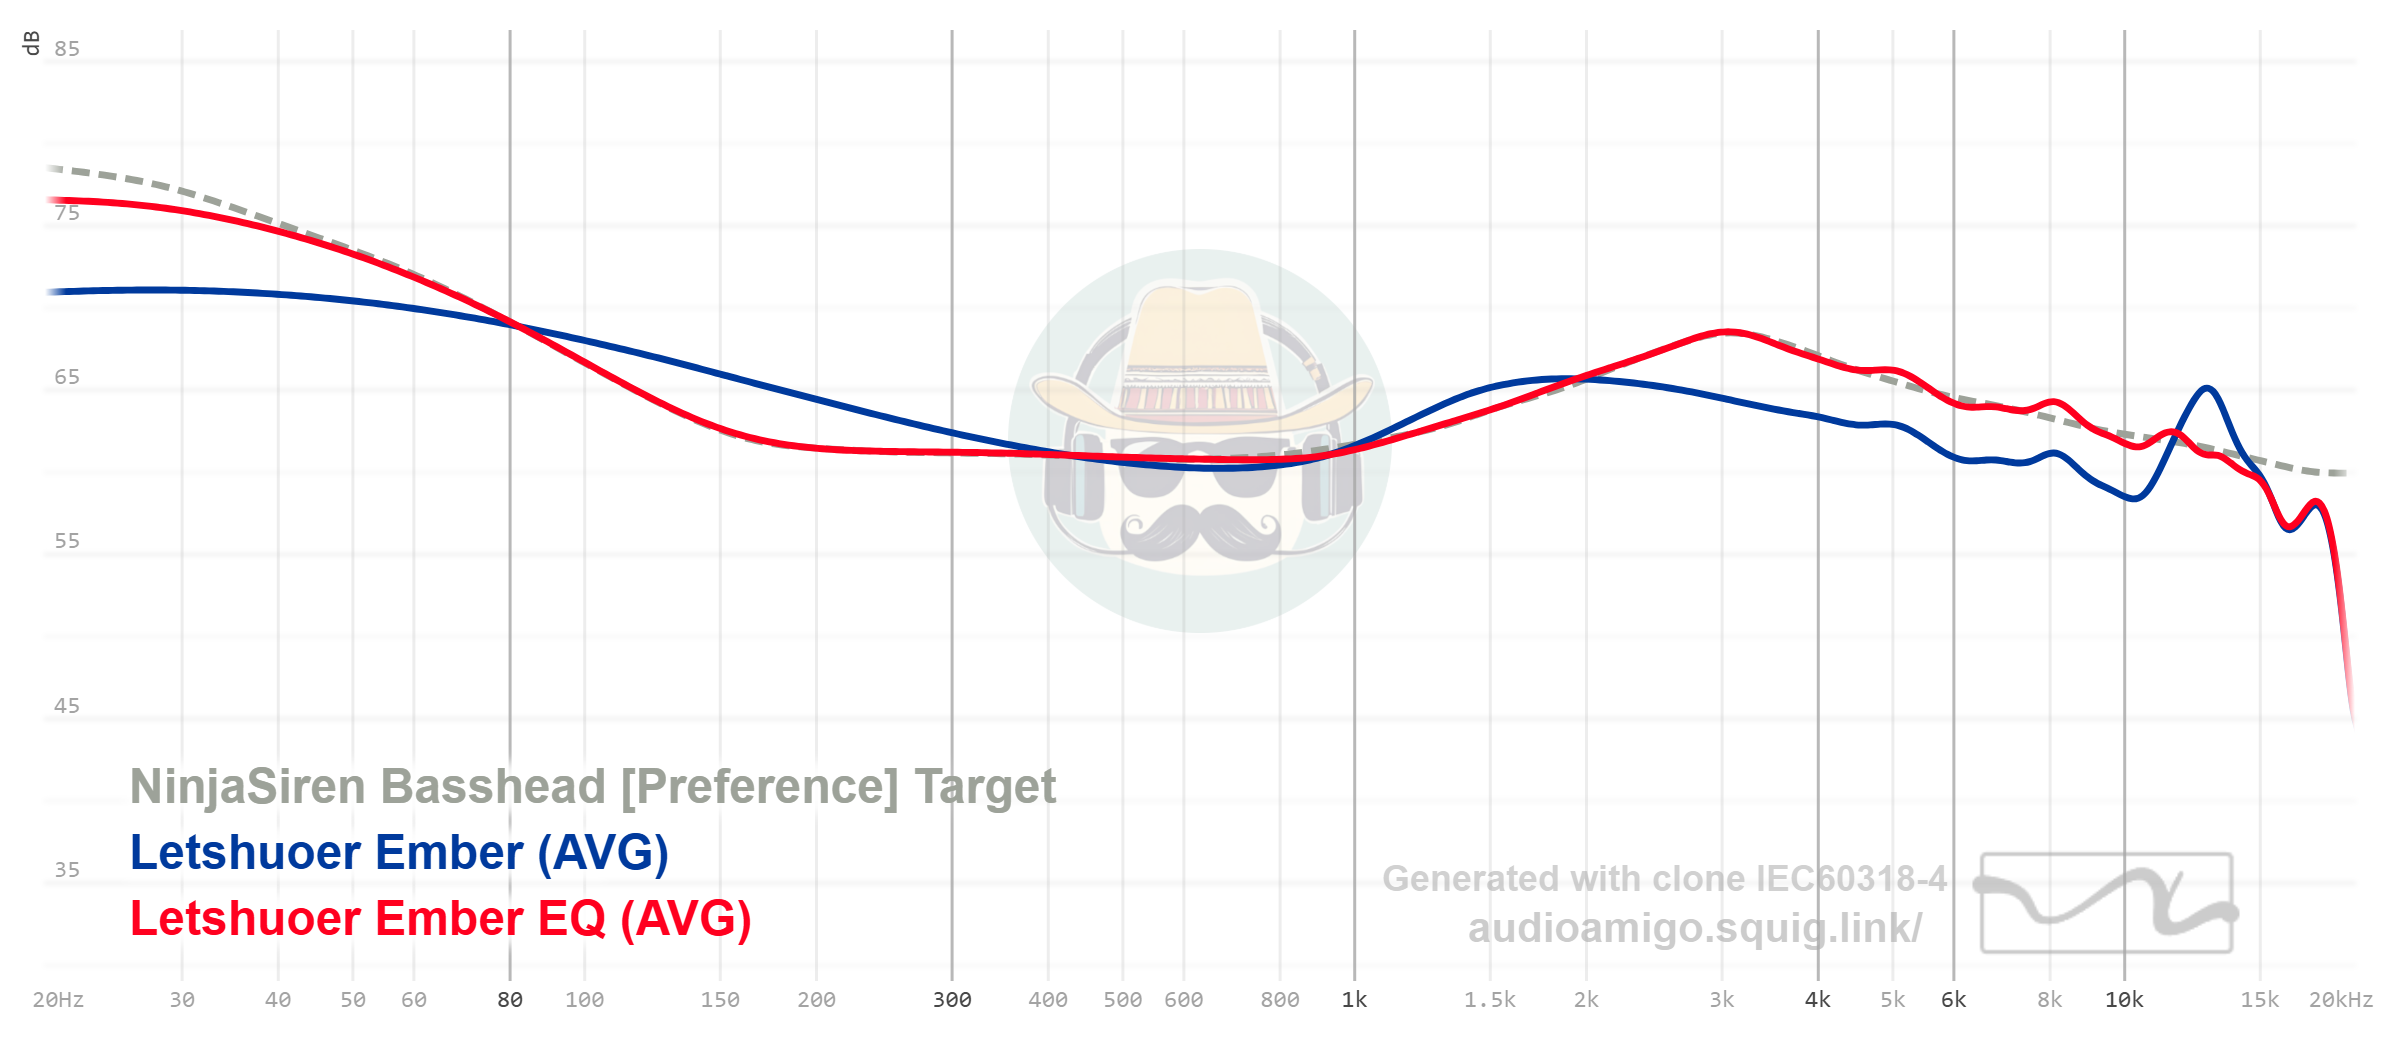 dB
85
75
65
55
45
35
NinjaSiren Basshead [Preference] Target
Letshuoer Ember (AVG)
Letshuoer Ember EQ (AVG)
Generated with clone IEC60318-4
audioamigo.squig.link/
20Hz 30 40 50 60 80 100 150 200 300 400 500 600 800 1k 1.5k 2k 3k 4k 5k 6k 8k 10k 15k 20kHz